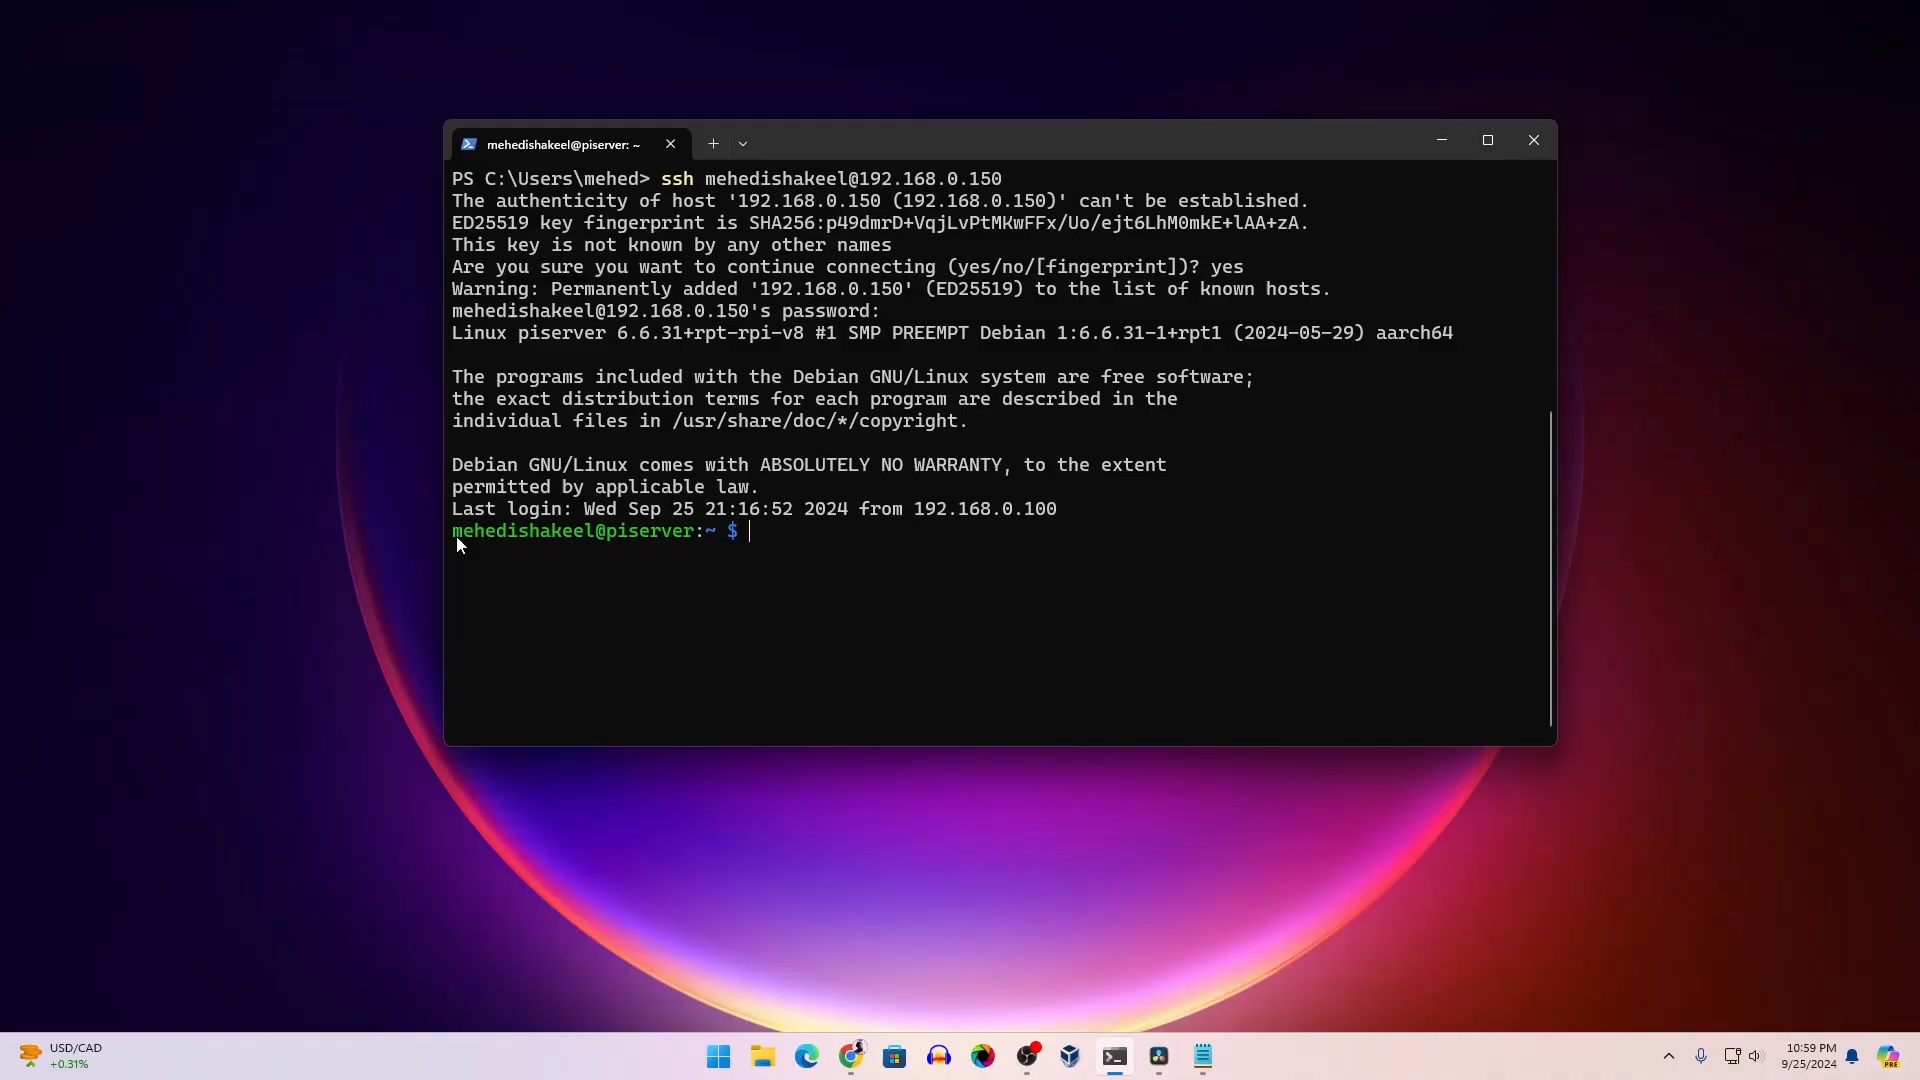 mehedishakeel@piserver: ~
PS C:\Users\mehed> ssh mehedishakeel@192.168.0.150
The authenticity of host '192.168.0.150 (192.168.0.150)' can't be established.
ED25519 key fingerprint is SHA256:p49dmrD+VqjLvPtMKwFFx/Uo/ejt6LhM0mkE+lAA+zA.
This key is not known by any other names
Are you sure you want to continue connecting (yes/no/[fingerprint])? yes
Warning: Permanently added '192.168.0.150' (ED25519) to the list of known hosts.
mehedishakeel@192.168.0.150's password:
Linux piserver 6.6.31+rpt-rpi-v8 #1 SMP PREEMPT Debian 1:6.6.31-1+rpt1 (2024-05-29) aarch64
The programs included with the Debian GNU/Linux system are free software;
the exact distribution terms for each program are described in the
individual files in /usr/share/doc/*/copyright.
Debian GNU/Linux comes with ABSOLUTELY NO WARRANTY, to the extent
permitted by applicable law.
Last login: Wed Sep 25 21:16:52 2024 from 192.168.0.100
mehedishakeel@piserver:~ $
USD/CAD
+0.31%
10:59 PM
9/25/2024
PRE